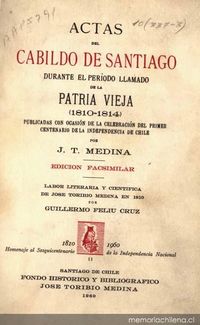 ACTAS
DEL
CABILDO DE SANTIAGO
DURANTE EL PERÍODO LLAMADO
DE LA
PATRIA VIEJA
(1810-1814)
PUBLICADAS CON OCASIÓN DE LA CELEBRACIÓN DEL PRIMER
CENTENARIO DE LA INDEPENDENCIA DE CHILE
POR
J. T. MEDINA
EDICION FACSIMILAR
LABOR LITERARIA Y CIENTIFICA
DE JOSE TORIBIO MEDINA EN 1910
POR
GUILLERMO FELIU CRUZ
1810 1960
Homenaje al Sesquicentenario de la Independencia Nacional
II
SANTIAGO DE CHILE
FONDO HISTORICO Y BIBLIOGRAFICO
JOSE TORIBIO MEDINA
1960
memoriachilena.cl